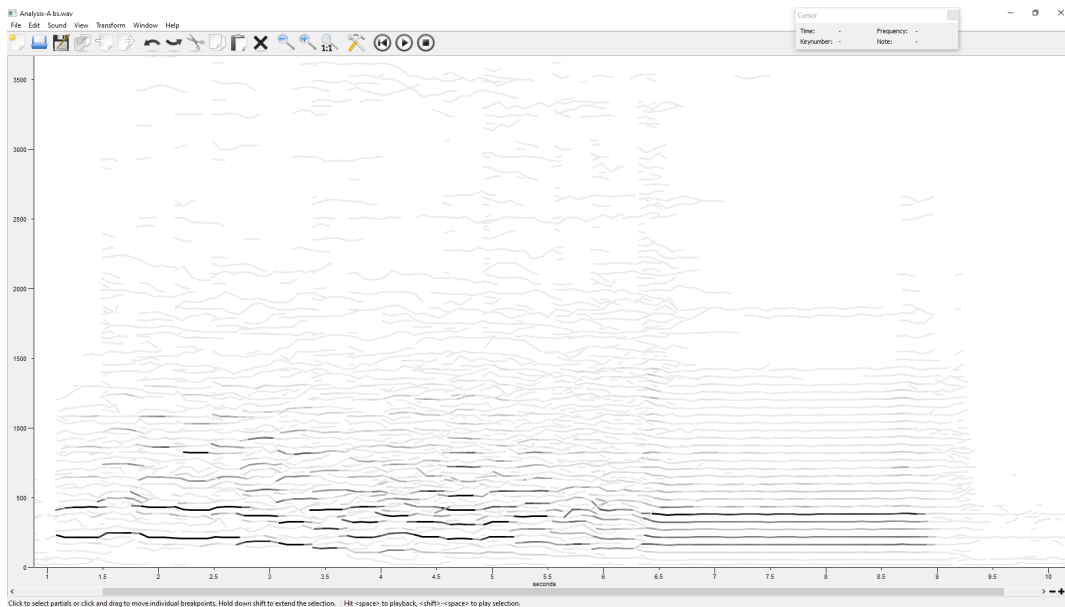 Analysis-A bs.wav
File Edit Sound View Transform Window Help
1:1
Cursor
Time: - Frequency: -
Keynumber: - Note: -
3500
3000
2500
2000
1500
1000
500
0
1 1.5 2 2.5 3 3.5 4 4.5 5 5.5 6 6.5 7 7.5 8 8.5 9 9.5 10
seconds
Click to select partials or click and drag to move individual breakpoints. Hold down shift to extend the selection. Hit <space> to playback, <shift>-<space> to play selection.